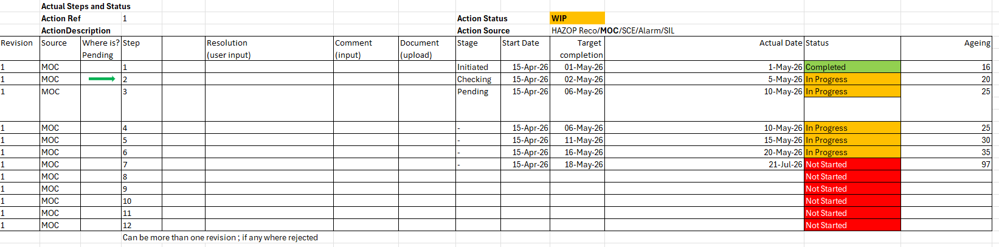 Actual Steps and Status
Action Ref 1 Action Status WIP
ActionDescription Action Source HAZOP Reco/MOC/SCE/Alarm/SIL
Revision Source Where is? Step Resolution Comment Document Stage Start Date Target Actual Date Status Ageing
Pending (user input) (input) (upload) completion
1 MOC 1 Initiated 15-Apr-26 01-May-26 1-May-26 Completed 16
1 MOC 2 Checking 15-Apr-26 02-May-26 5-May-26 In Progress 20
1 MOC 3 Pending 15-Apr-26 06-May-26 10-May-26 In Progress 25
1 MOC 4 - 15-Apr-26 06-May-26 10-May-26 In Progress 25
1 MOC 5 - 15-Apr-26 11-May-26 15-May-26 In Progress 30
1 MOC 6 - 15-Apr-26 16-May-26 20-May-26 In Progress 35
1 MOC 7 - 15-Apr-26 18-May-26 21-Jul-26 Not Started 97
1 MOC 8 Not Started
1 MOC 9 Not Started
1 MOC 10 Not Started
1 MOC 11 Not Started
1 MOC 12 Not Started
Can be more than one revision ; if any where rejected